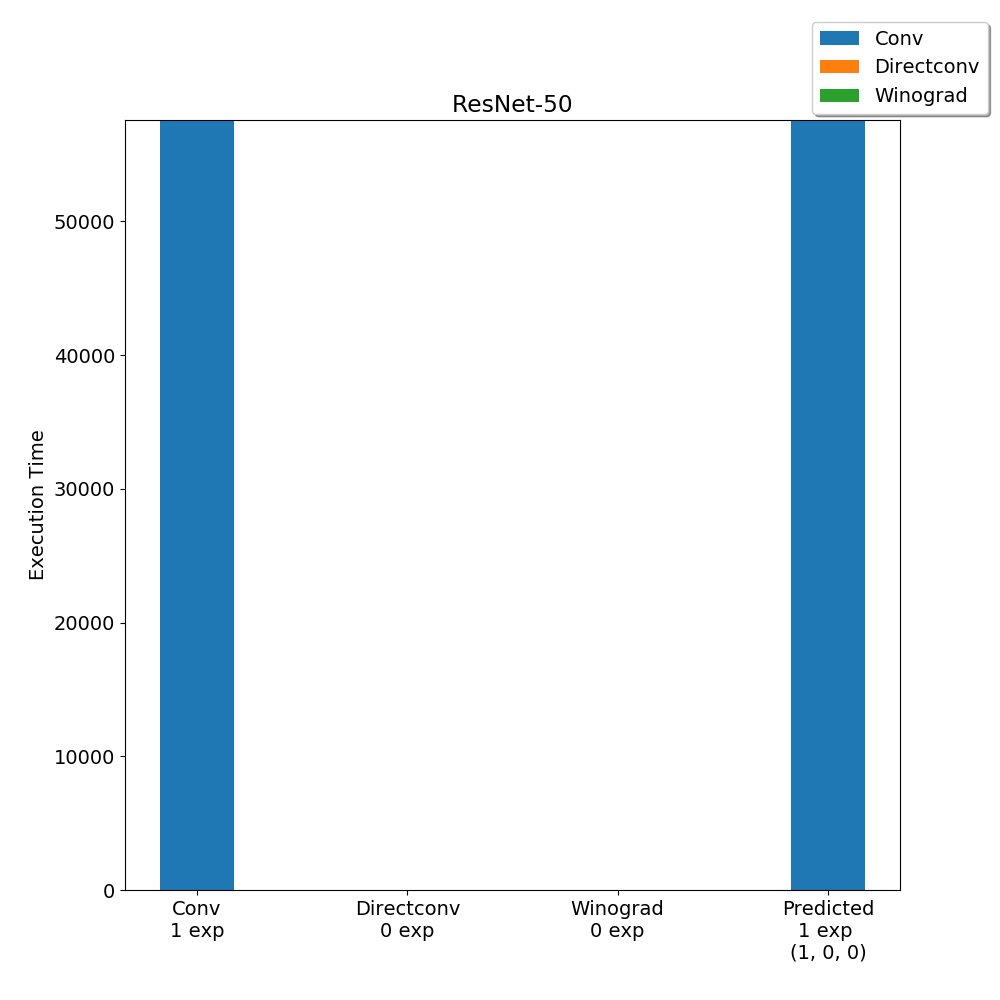 Conv
Directconv
Winograd
ResNet-50
Execution Time
50000
40000
30000
20000
10000
0
Conv
1 exp
Directconv
0 exp
Winograd
0 exp
Predicted
1 exp
(1, 0, 0)